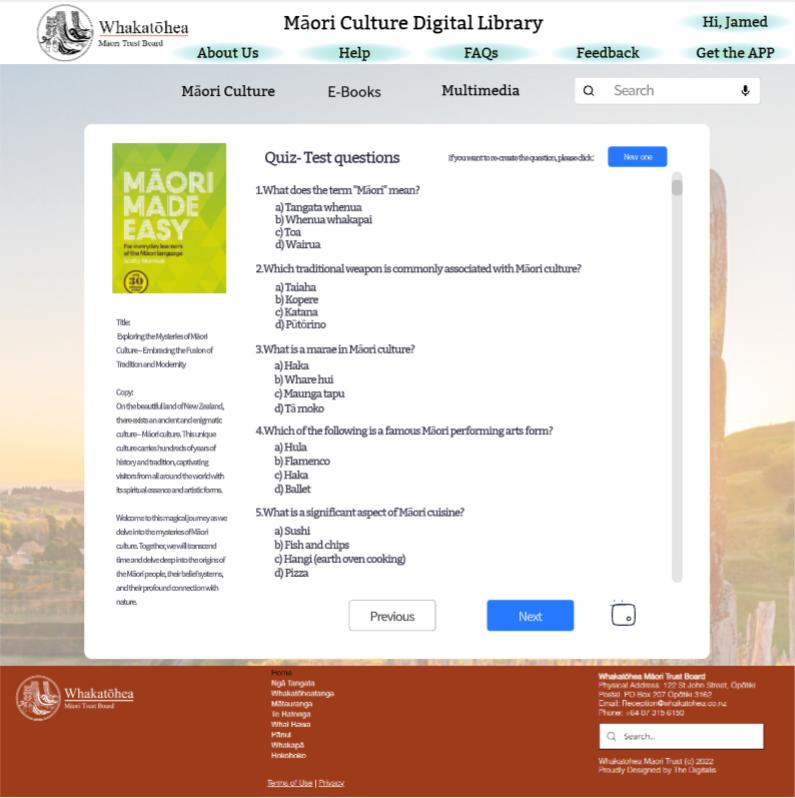 Whakatōhea
Māori Trust Board
Māori Culture Digital Library
Hi, Jamed
About Us
Help
FAQs
Feedback
Get the APP
Māori Culture
E-Books
Multimedia
Search
MĀORI
MADE
EASY
For everyday learners
of the Māori language
Scotty Morrison
30
Title:
Exploring the Mysteries of Māori
Culture – Embracing the Fusion of
Tradition and Modernity
Copy:
On the beautiful land of New Zealand,
there exists an ancient and enigmatic
culture – Māori culture. This unique
culture carries hundreds of years of
history and tradition, captivating
visitors from all around the world with
its spiritual essence and artistic forms.
Welcome to this magical journey as we
delve into the mysteries of Māori
culture. Together, we will transcend
time and delve deep into the origins of
the Māori people, their belief systems,
and their profound connection with
nature.
Quiz- Test questions
If you want to re-create the question, please click:
New one
1.What does the term "Māori" mean?
a) Tangata whenua
b) Whenua whakapai
c) Toa
d) Wairua
2.Which traditional weapon is commonly associated with Māori culture?
a) Taiaha
b) Kopere
c) Katana
d) Pūtōrino
3.What is a marae in Māori culture?
a) Haka
b) Whare hui
c) Maunga tapu
d) Tā moko
4.Which of the following is a famous Māori performing arts form?
a) Hula
b) Flamenco
c) Haka
d) Ballet
5.What is a significant aspect of Māori cuisine?
a) Sushi
b) Fish and chips
c) Hangi (earth oven cooking)
d) Pizza
Previous
Next
Whakatōhea
Māori Trust Board
Home
Ngā Tangata
Whakatōheatanga
Mātauranga
Te Ratonga
Whai Rawa
Pānui
Whakapā
Hokohoko
Terms of Use | Privacy
Whakatōhea Māori Trust Board
Physical Address: 122 St John Street, Opōtiki
Postal: PO Box 207 Opōtiki 3162
Email: Reception@whakatohea.co.nz
Phone: +64 07 315 6150
Search...
Whakatohea Māori Trust (c) 2022
Proudly Designed by The Digitalis